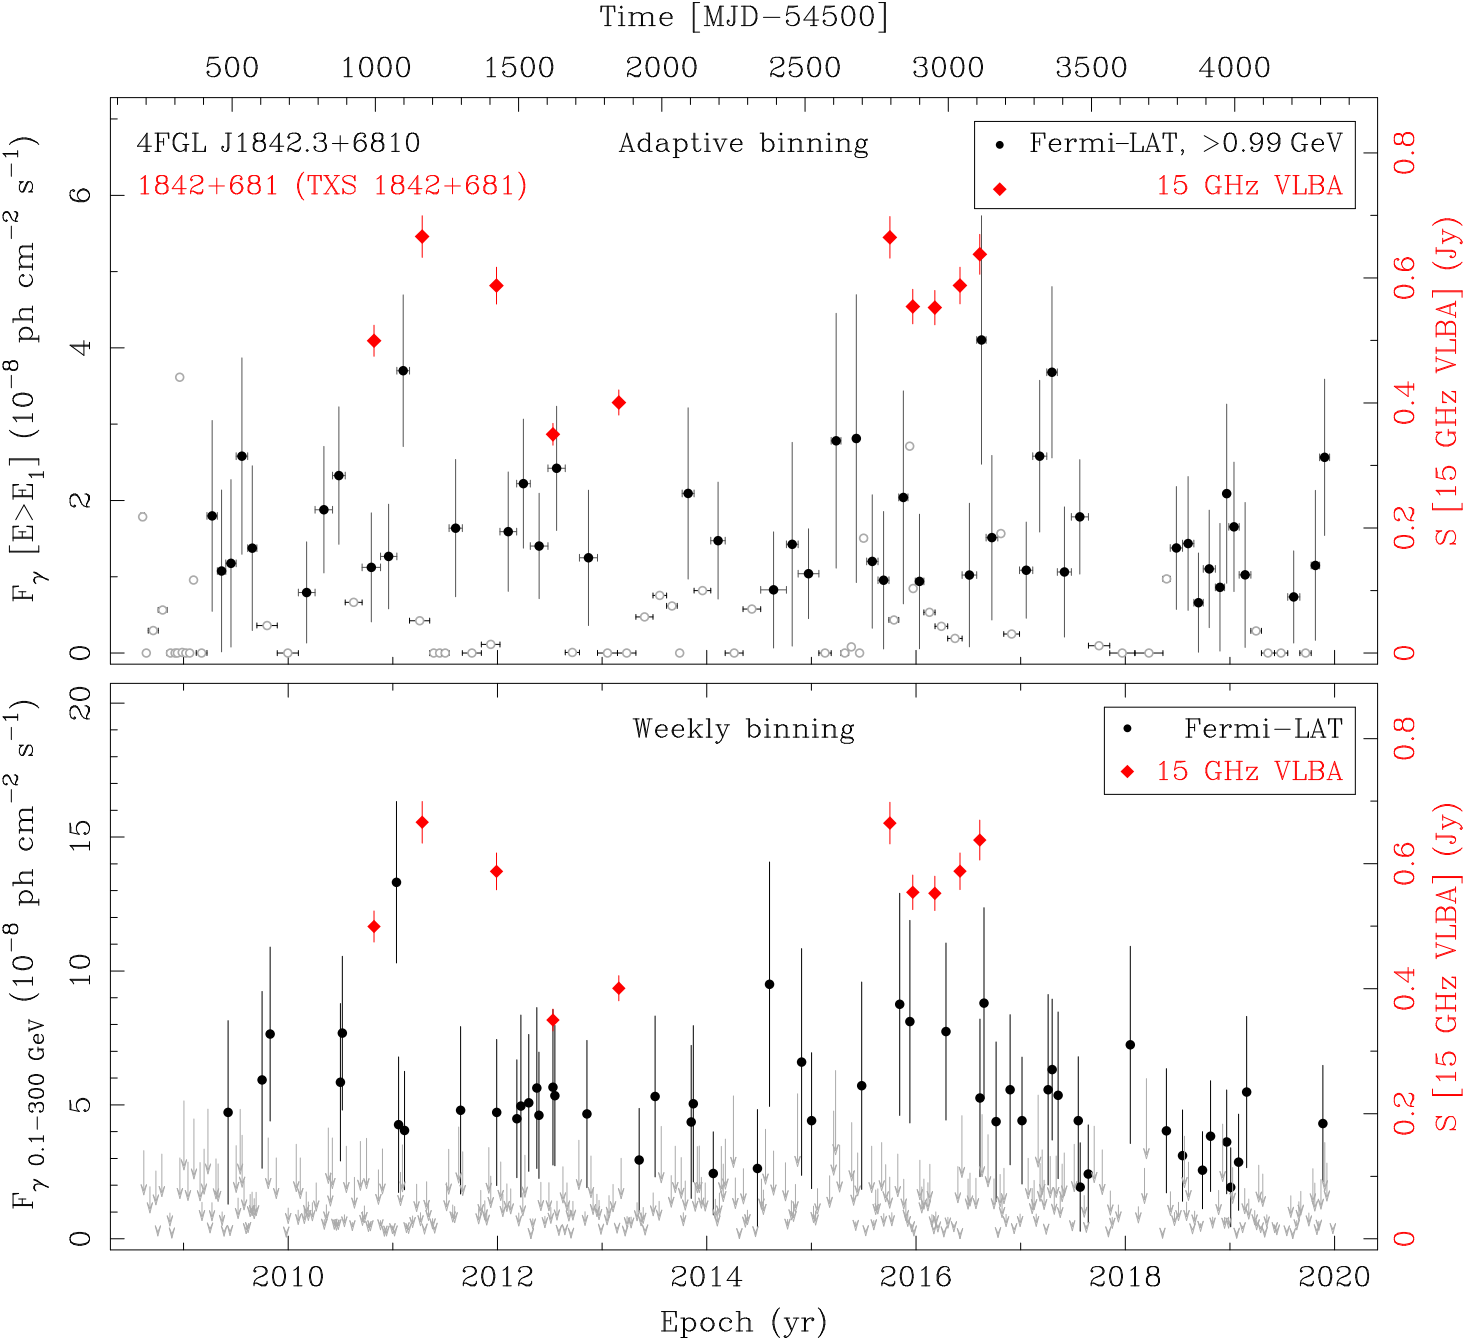 Time [MJD−54500]
500 1000 1500 2000 2500 3000 3500 4000
4FGL J1842.3+6810
1842+681 (TXS 1842+681)
Adaptive binning
Fermi−LAT, >0.99 GeV
15 GHz VLBA
F_γ [E>E_1] (10^−8 ph cm^−2 s^−1)
6
4
2
0
0.8
0.6
0.4
0.2
0
S [15 GHz VLBA] (Jy)
Weekly binning
Fermi−LAT
15 GHz VLBA
F_γ 0.1−300 GeV (10^−8 ph cm^−2 s^−1)
20
15
10
5
0
0.8
0.6
0.4
0.2
0
S [15 GHz VLBA] (Jy)
2010 2012 2014 2016 2018 2020
Epoch (yr)